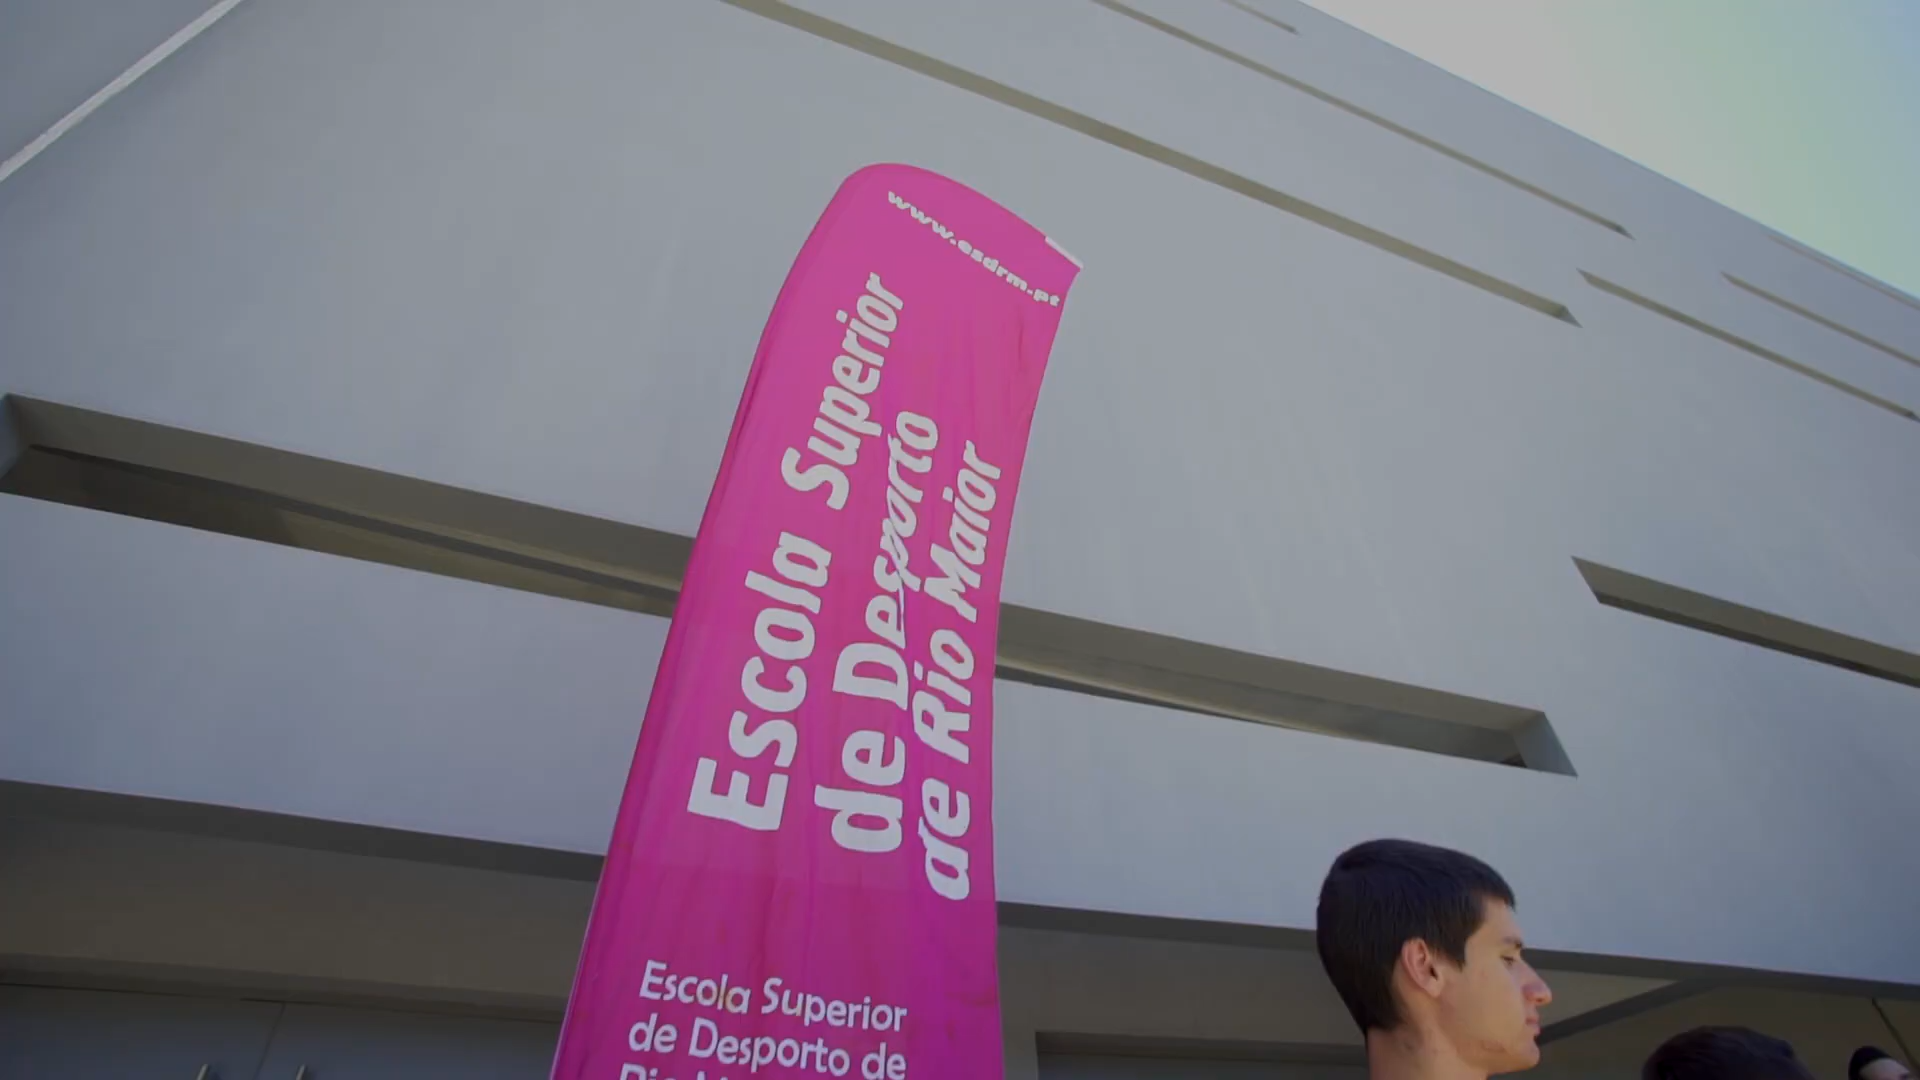 www.esdrm.pt
Escola Superior
de Desporto
de Rio Maior
Escola Superior
de Desporto de